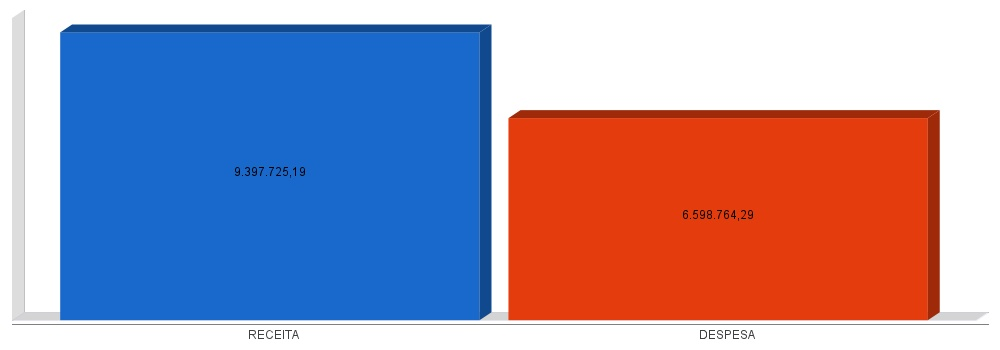 9.397.725,19
6.598.764,29
RECEITA
DESPESA